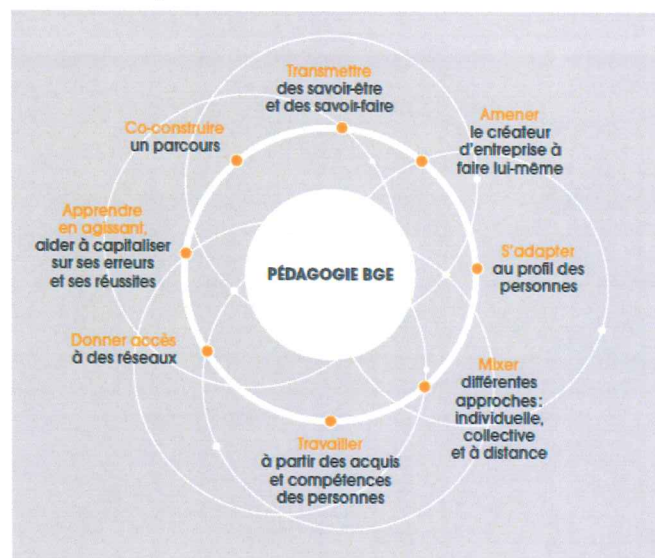 Transmettre
des savoir-être
et des savoir-faire
Amener
le créateur
d'entreprise à
faire lui-même
S'adapter
au profil des
personnes
Mixer
différentes
approches :
individuelle,
collective
et à distance
Travailler
à partir des acquis
et compétences
des personnes
Donner accès
à des réseaux
Apprendre
en agissant,
aider à capitaliser
sur ses erreurs
et ses réussites
Co-construire
un parcours
PÉDAGOGIE BGE